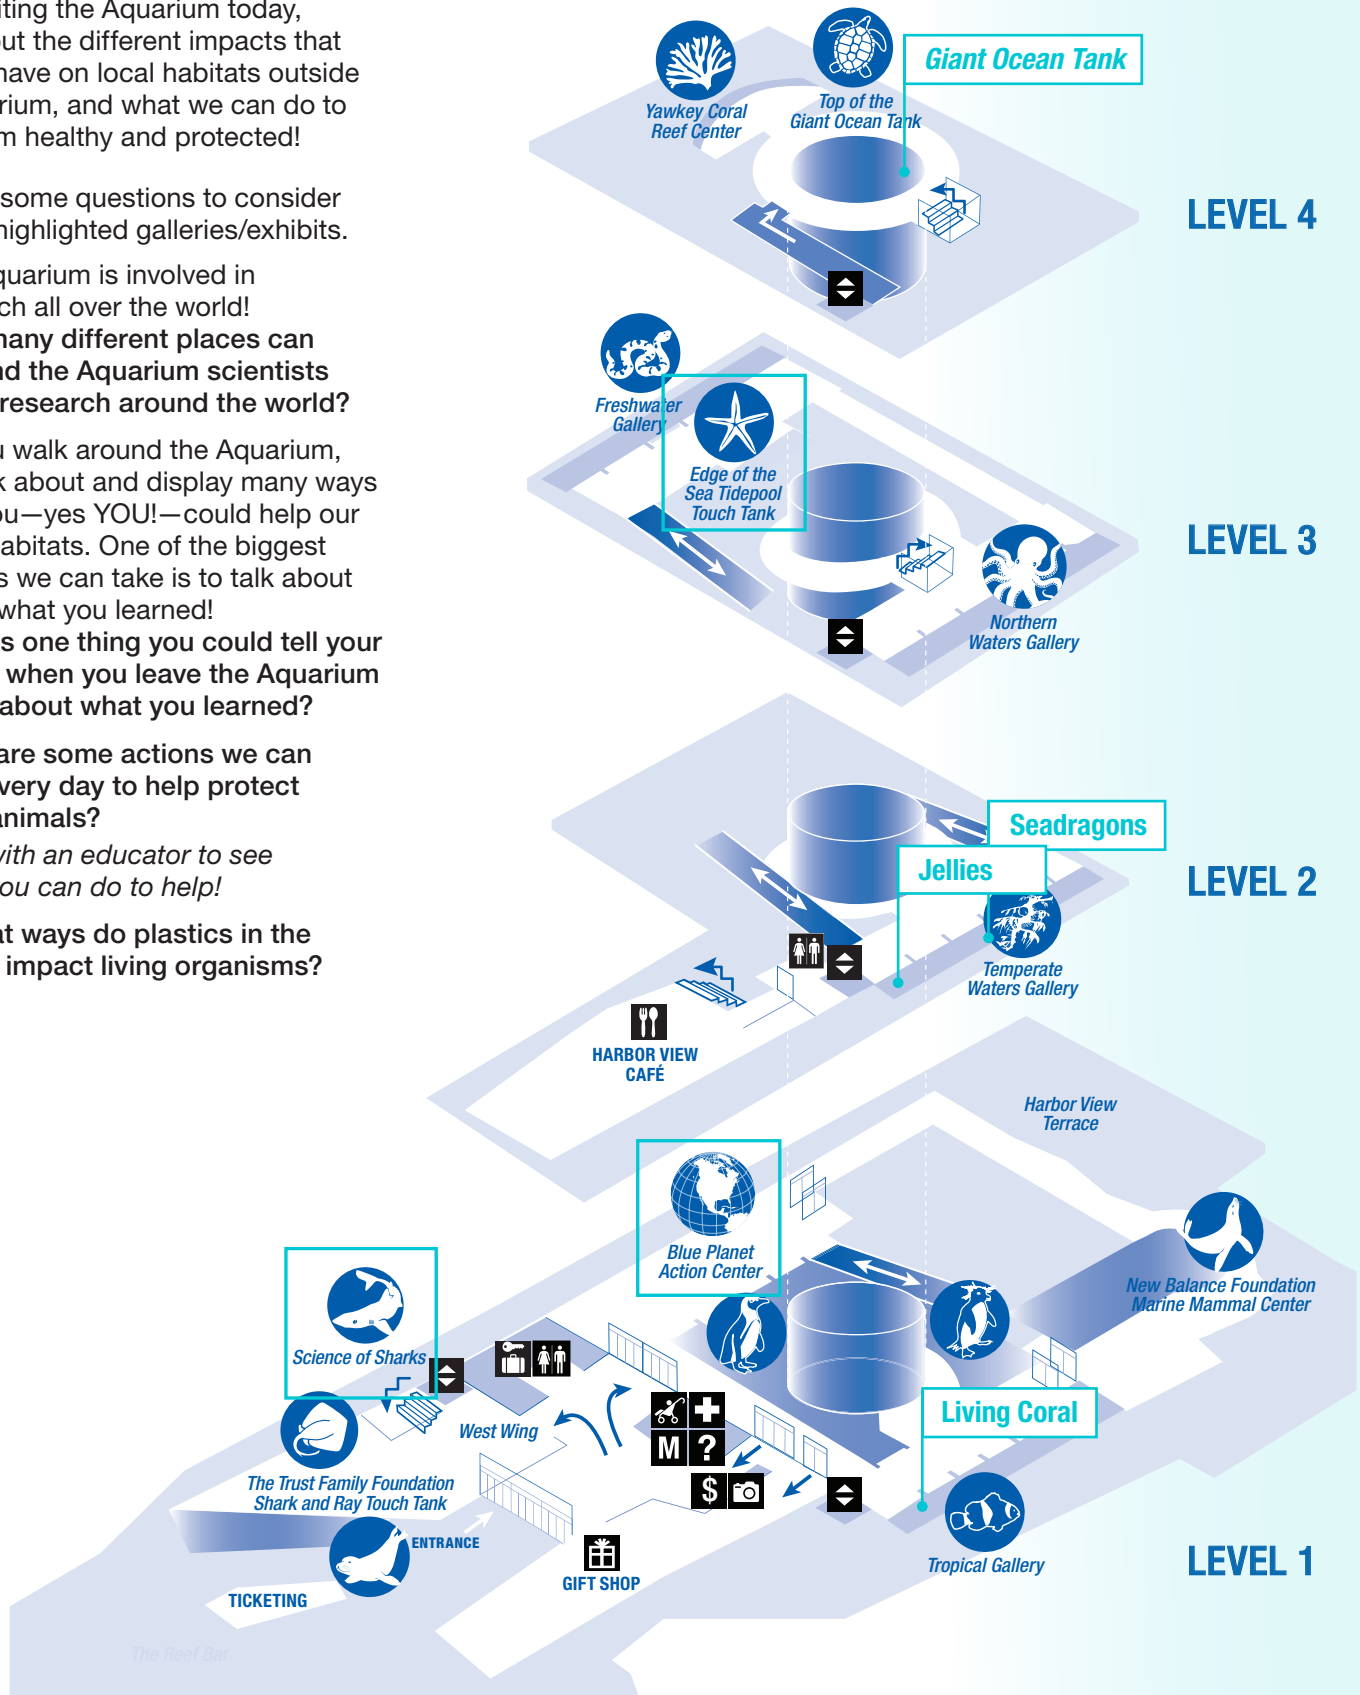 iting the Aquarium today,
out the different impacts that
have on local habitats outside
arium, and what we can do to
m healthy and protected!
some questions to consider
highlighted galleries/exhibits.
quarium is involved in
ch all over the world!
many different places can
nd the Aquarium scientists
research around the world?
u walk around the Aquarium,
k about and display many ways
ou—yes YOU!—could help our
abitats. One of the biggest
s we can take is to talk about
what you learned!
s one thing you could tell your
when you leave the Aquarium
about what you learned?
are some actions we can
very day to help protect
animals?
with an educator to see
you can do to help!
at ways do plastics in the
impact living organisms?
Yawkey Coral
Reef Center
Top of the
Giant Ocean Tank
Giant Ocean Tank
LEVEL 4
Freshwater
Gallery
Edge of the
Sea Tidepool
Touch Tank
Northern
Waters Gallery
LEVEL 3
Seadragons
Jellies
Temperate
Waters Gallery
HARBOR VIEW
CAFÉ
LEVEL 2
Harbor View
Terrace
Blue Planet
Action Center
New Balance Foundation
Marine Mammal Center
Science of Sharks
West Wing
M ?
$
Living Coral
The Trust Family Foundation
Shark and Ray Touch Tank
ENTRANCE
GIFT SHOP
TICKETING
Tropical Gallery
LEVEL 1
The Reef Bar